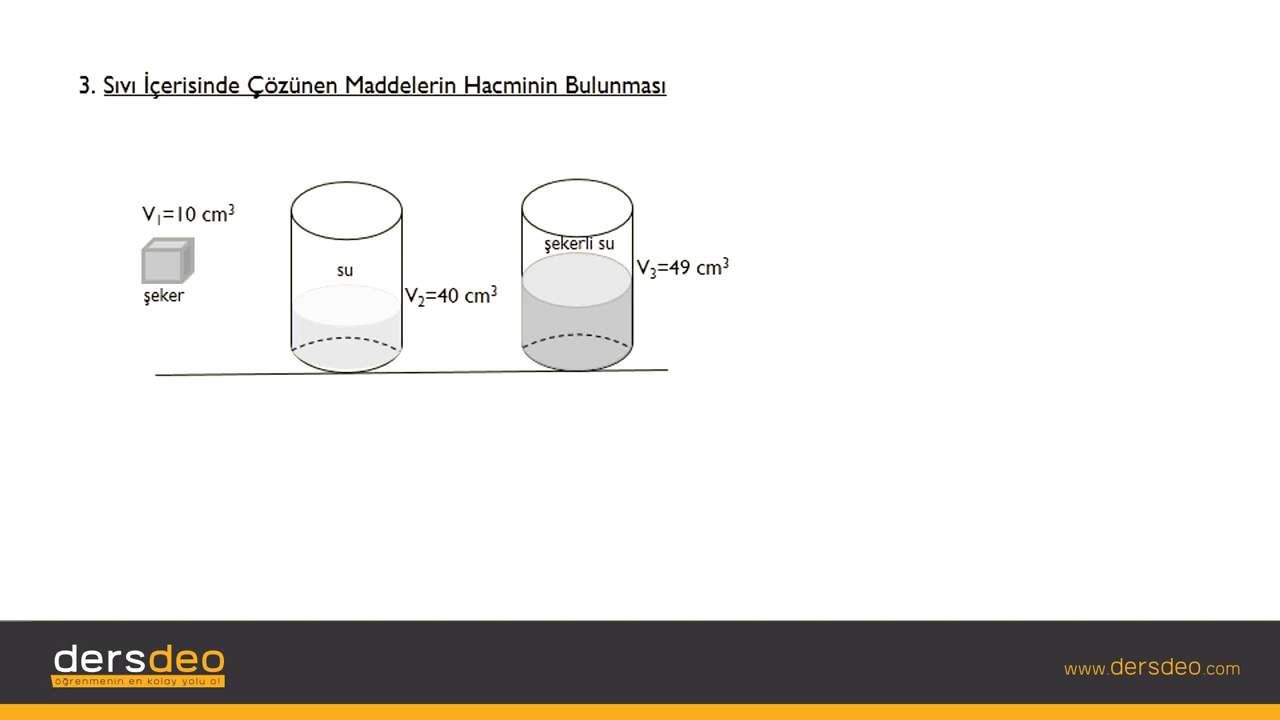 3. Sıvı İçerisinde Çözünen Maddelerin Hacminin Bulunması
V₁=10 cm³
şeker
su
V₂=40 cm³
şekerli su
V₃=49 cm³
dersdeo
öğrenmenin en kolay yolu o!
www.dersdeo.com